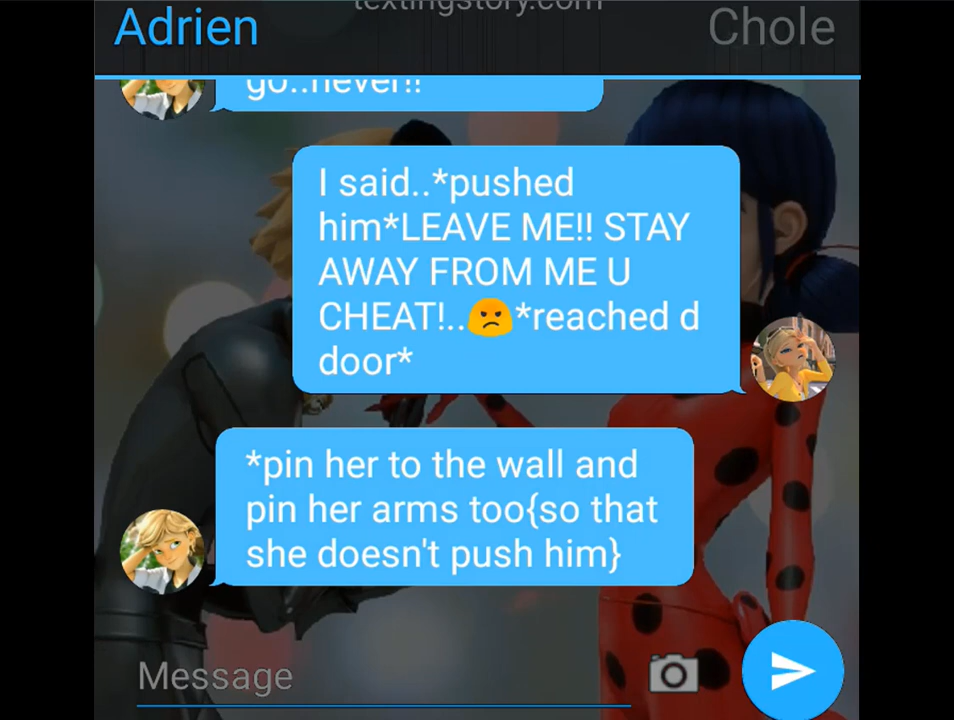 textingstory.com
Adrien
Chole
go..never!!
I said..*pushed
him*LEAVE ME!! STAY
AWAY FROM ME U
CHEAT!..😠*reached d
door*
*pin her to the wall and
pin her arms too{so that
she doesn't push him}
Message